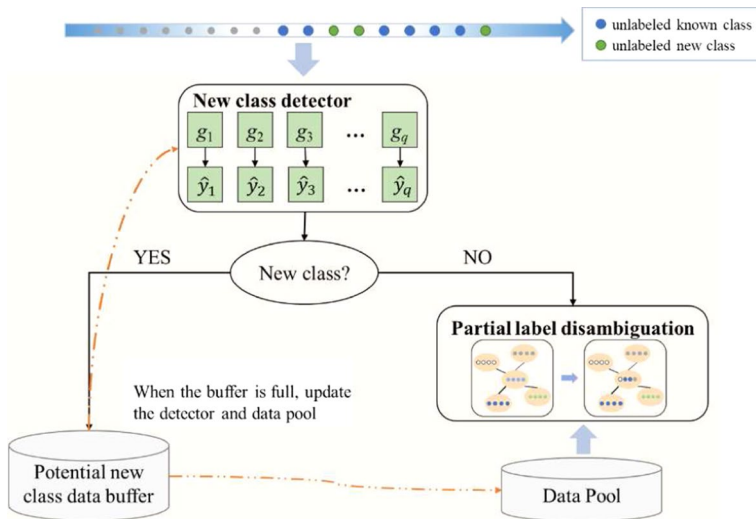 unlabeled known class
unlabeled new class
New class detector
g₁ g₂ g₃ ... g_q
ŷ₁ ŷ₂ ŷ₃ ... ŷ_q
YES
New class?
NO
Partial label disambiguation
When the buffer is full, update
the detector and data pool
Potential new
class data buffer
Data Pool